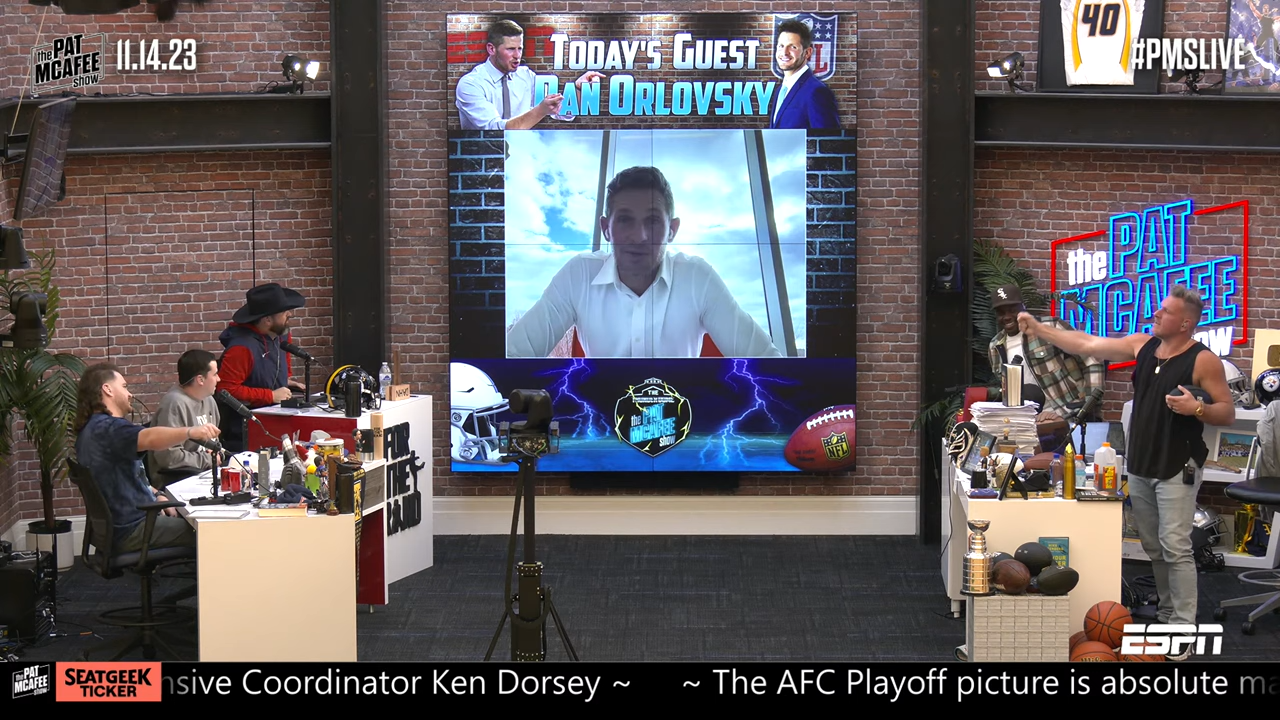 the PAT McAFEE show
11.14.23
TODAY'S GUEST
DAN ORLOVSKY
NFL
40
#PMSLIVE
the PAT MCAFEE show
the PAT MCAFEE show
NFL
FOR THE BRAND
ESPN
the PAT McAFEE show
SEATGEEK TICKER
nsive Coordinator Ken Dorsey ~ ~ The AFC Playoff picture is absolute ma